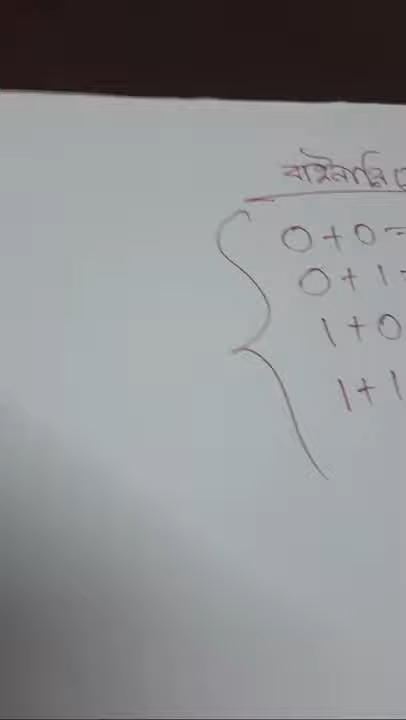 বাইনারি
0 + 0 =
0 + 1 =
1 + 0
1 + 1